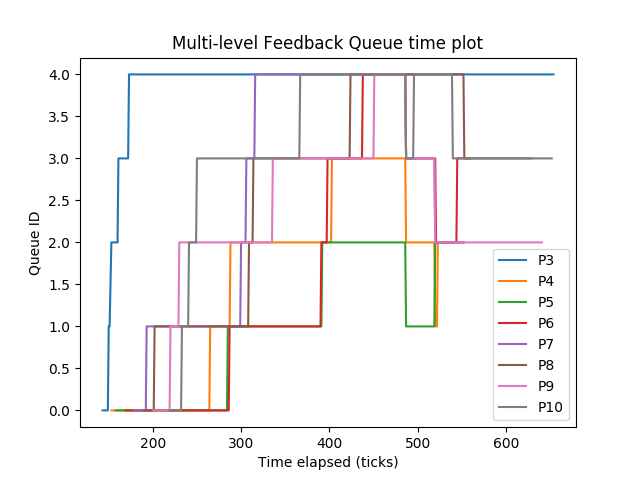 Multi-level Feedback Queue time plot
4.0
3.5
3.0
2.5
2.0
1.5
1.0
0.5
0.0
Queue ID
P3
P4
P5
P6
P7
P8
P9
P10
200 300 400 500 600
Time elapsed (ticks)